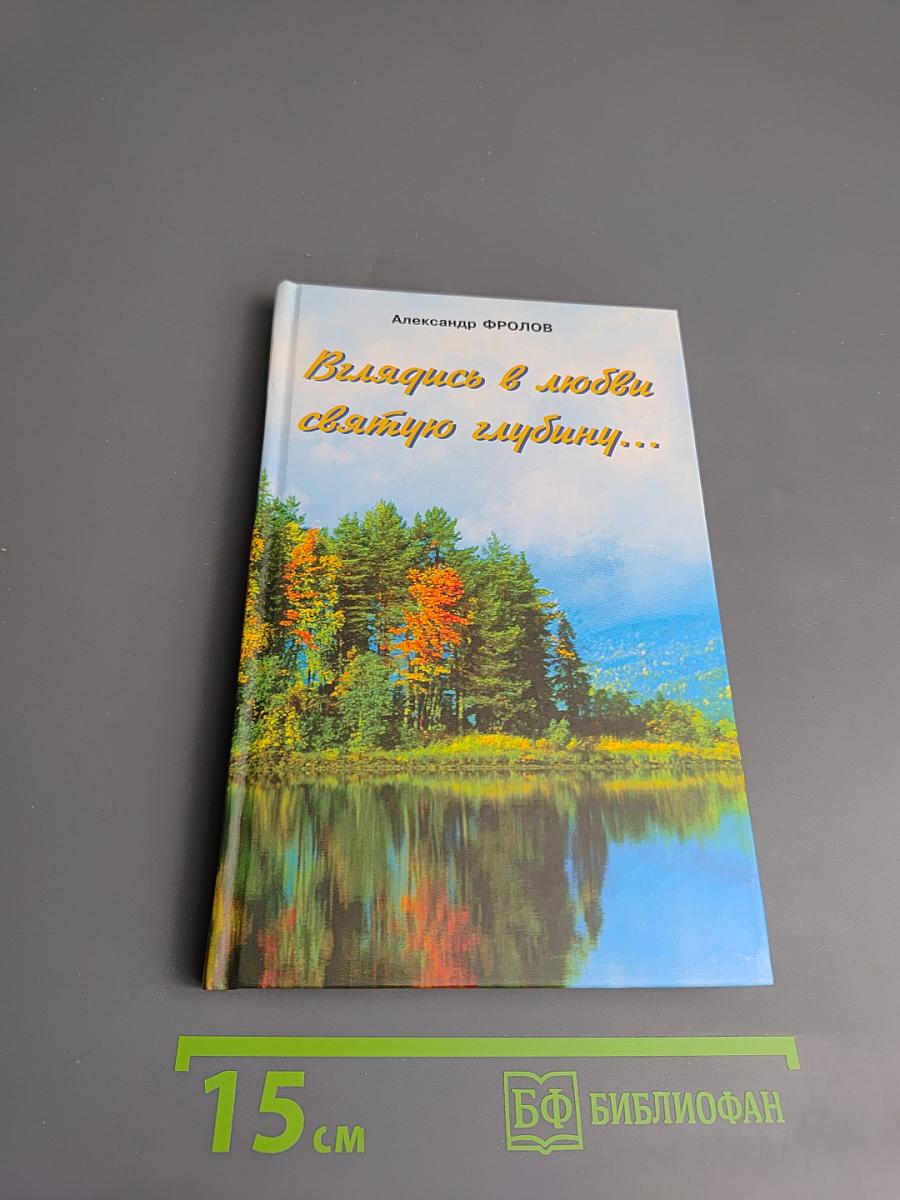 Александр ФРОЛОВ
Вглядись в любви
святую глубину...
15 см
БФ БИБЛИОФАН